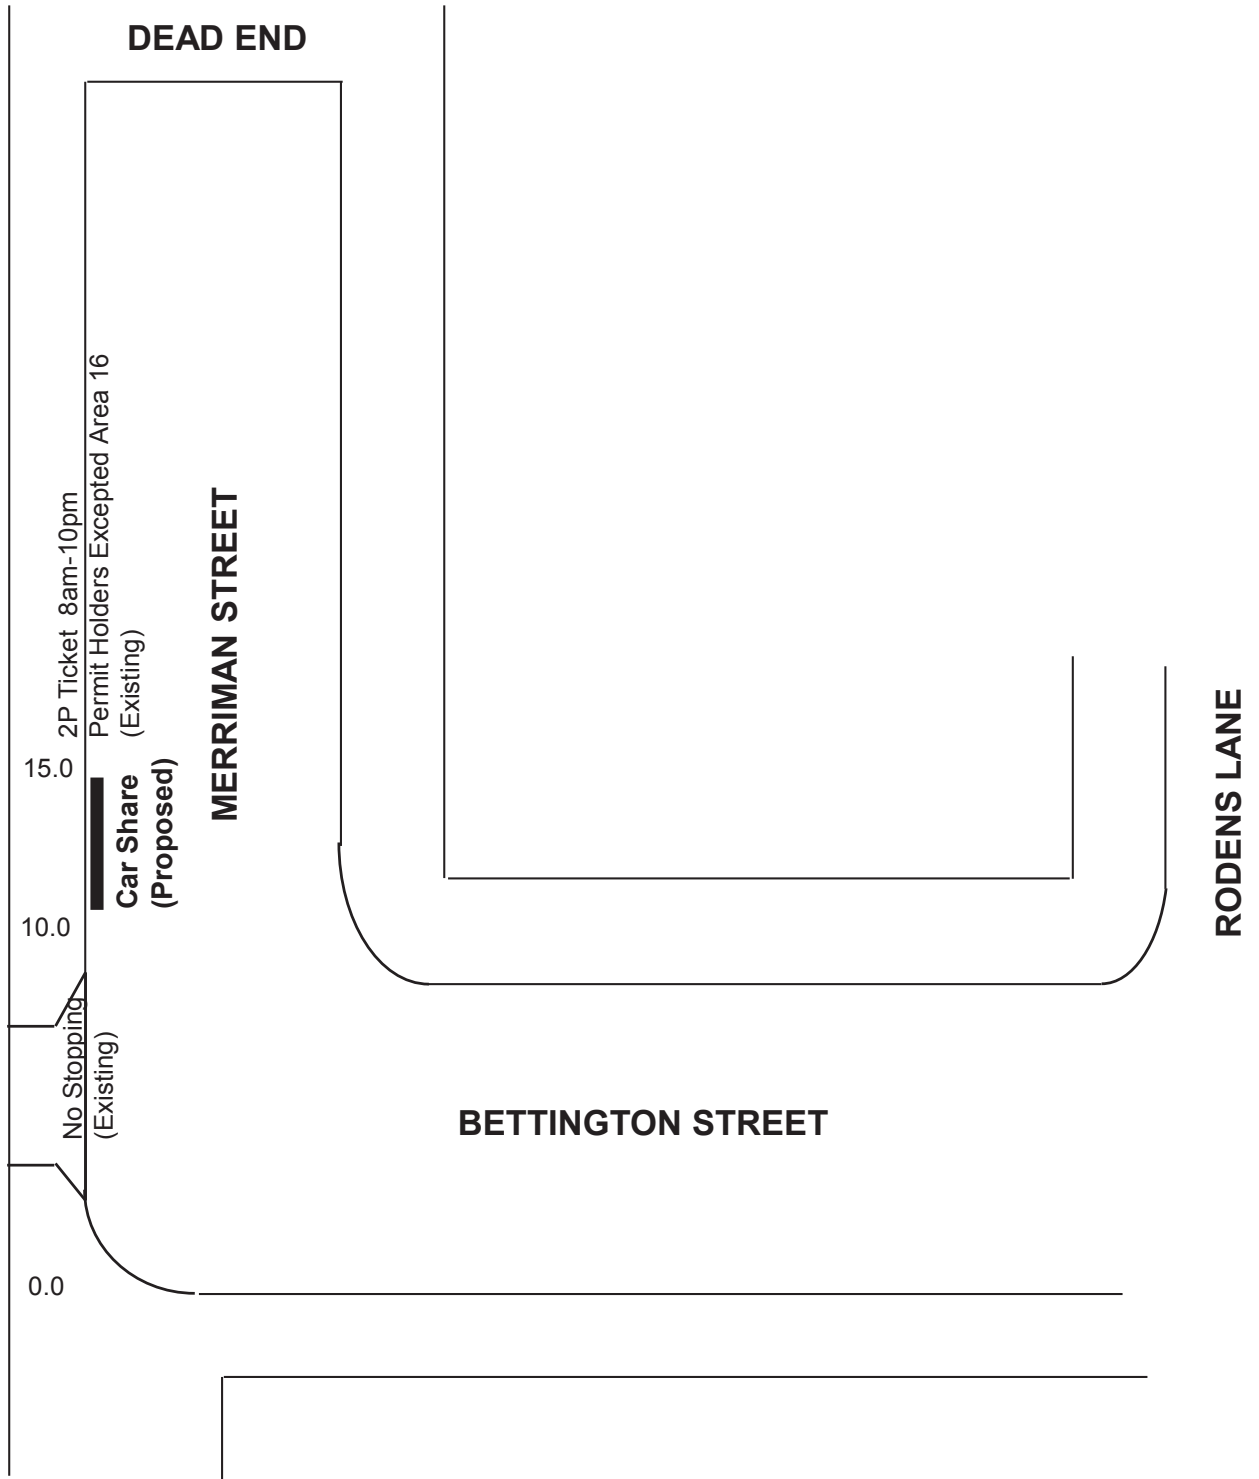 DEAD END
2P Ticket 8am-10pm
Permit Holders Excepted Area 16
(Existing)
MERRIMAN STREET
15.0
Car Share
(Proposed)
RODENS LANE
10.0
No Stopping
(Existing)
BETTINGTON STREET
0.0